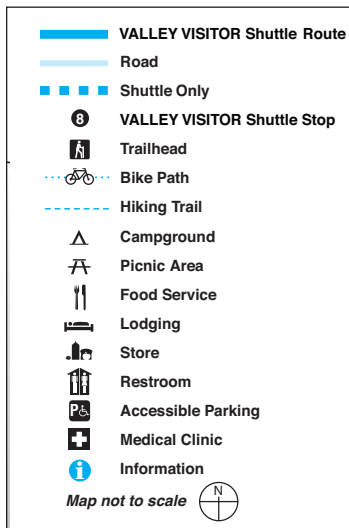 VALLEY VISITOR Shuttle Route
Road
Shuttle Only
8 VALLEY VISITOR Shuttle Stop
Trailhead
Bike Path
Hiking Trail
Campground
Picnic Area
Food Service
Lodging
Store
Restroom
P Accessible Parking
Medical Clinic
i Information
Map not to scale N